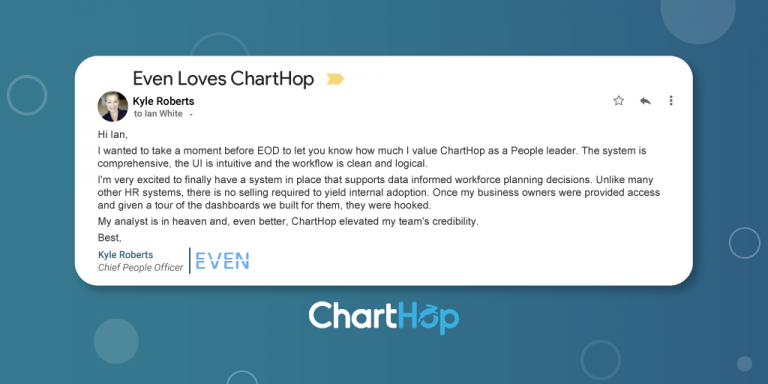 Even Loves ChartHop
Kyle Roberts
to Ian White -
Hi Ian,
I wanted to take a moment before EOD to let you know how much I value ChartHop as a People leader. The system is
comprehensive, the UI is intuitive and the workflow is clean and logical.
I'm very excited to finally have a system in place that supports data informed workforce planning decisions. Unlike many
other HR systems, there is no selling required to yield internal adoption. Once my business owners were provided access
and given a tour of the dashboards we built for them, they were hooked.
My analyst is in heaven and, even better, ChartHop elevated my team's credibility.
Best,
Kyle Roberts
Chief People Officer
EVEN
ChartHop